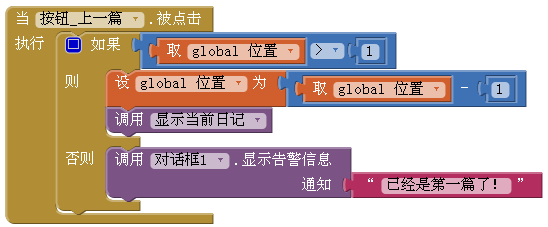 当 按钮_上一篇 .被点击
执行 如果 取 global 位置 > 1
则 设 global 位置 为 取 global 位置 - 1
调用 显示当前日记
否则 调用 对话框1 .显示告警信息
通知 “ 已经是第一篇了! ”